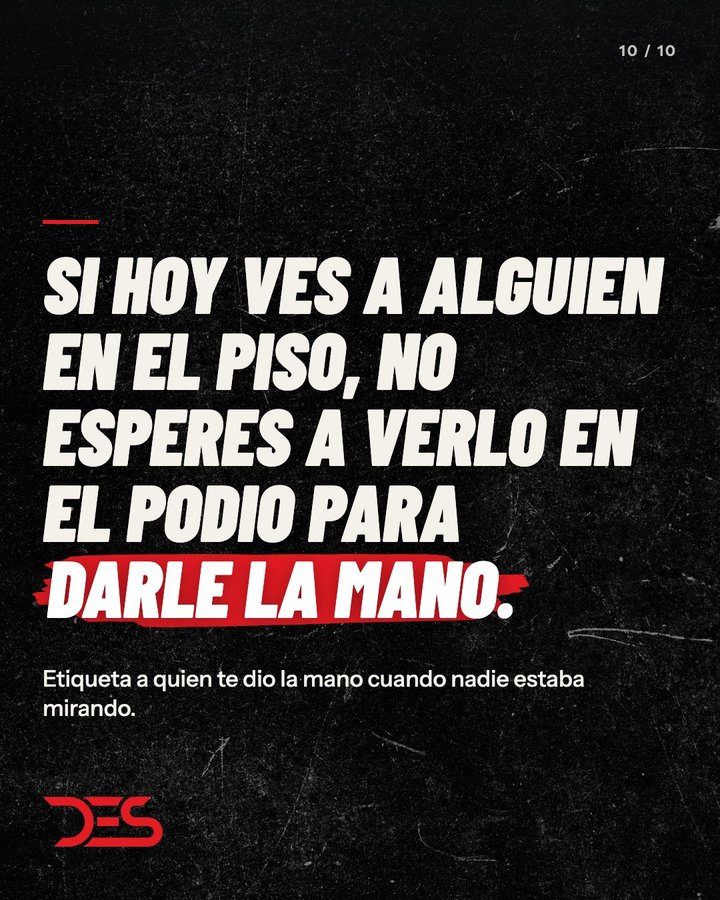 10 / 10
SI HOY VES A ALGUIEN
EN EL PISO, NO
ESPERES A VERLO EN
EL PODIO PARA
DARLE LA MANO.
Etiqueta a quien te dio la mano cuando nadie estaba
mirando.
DES